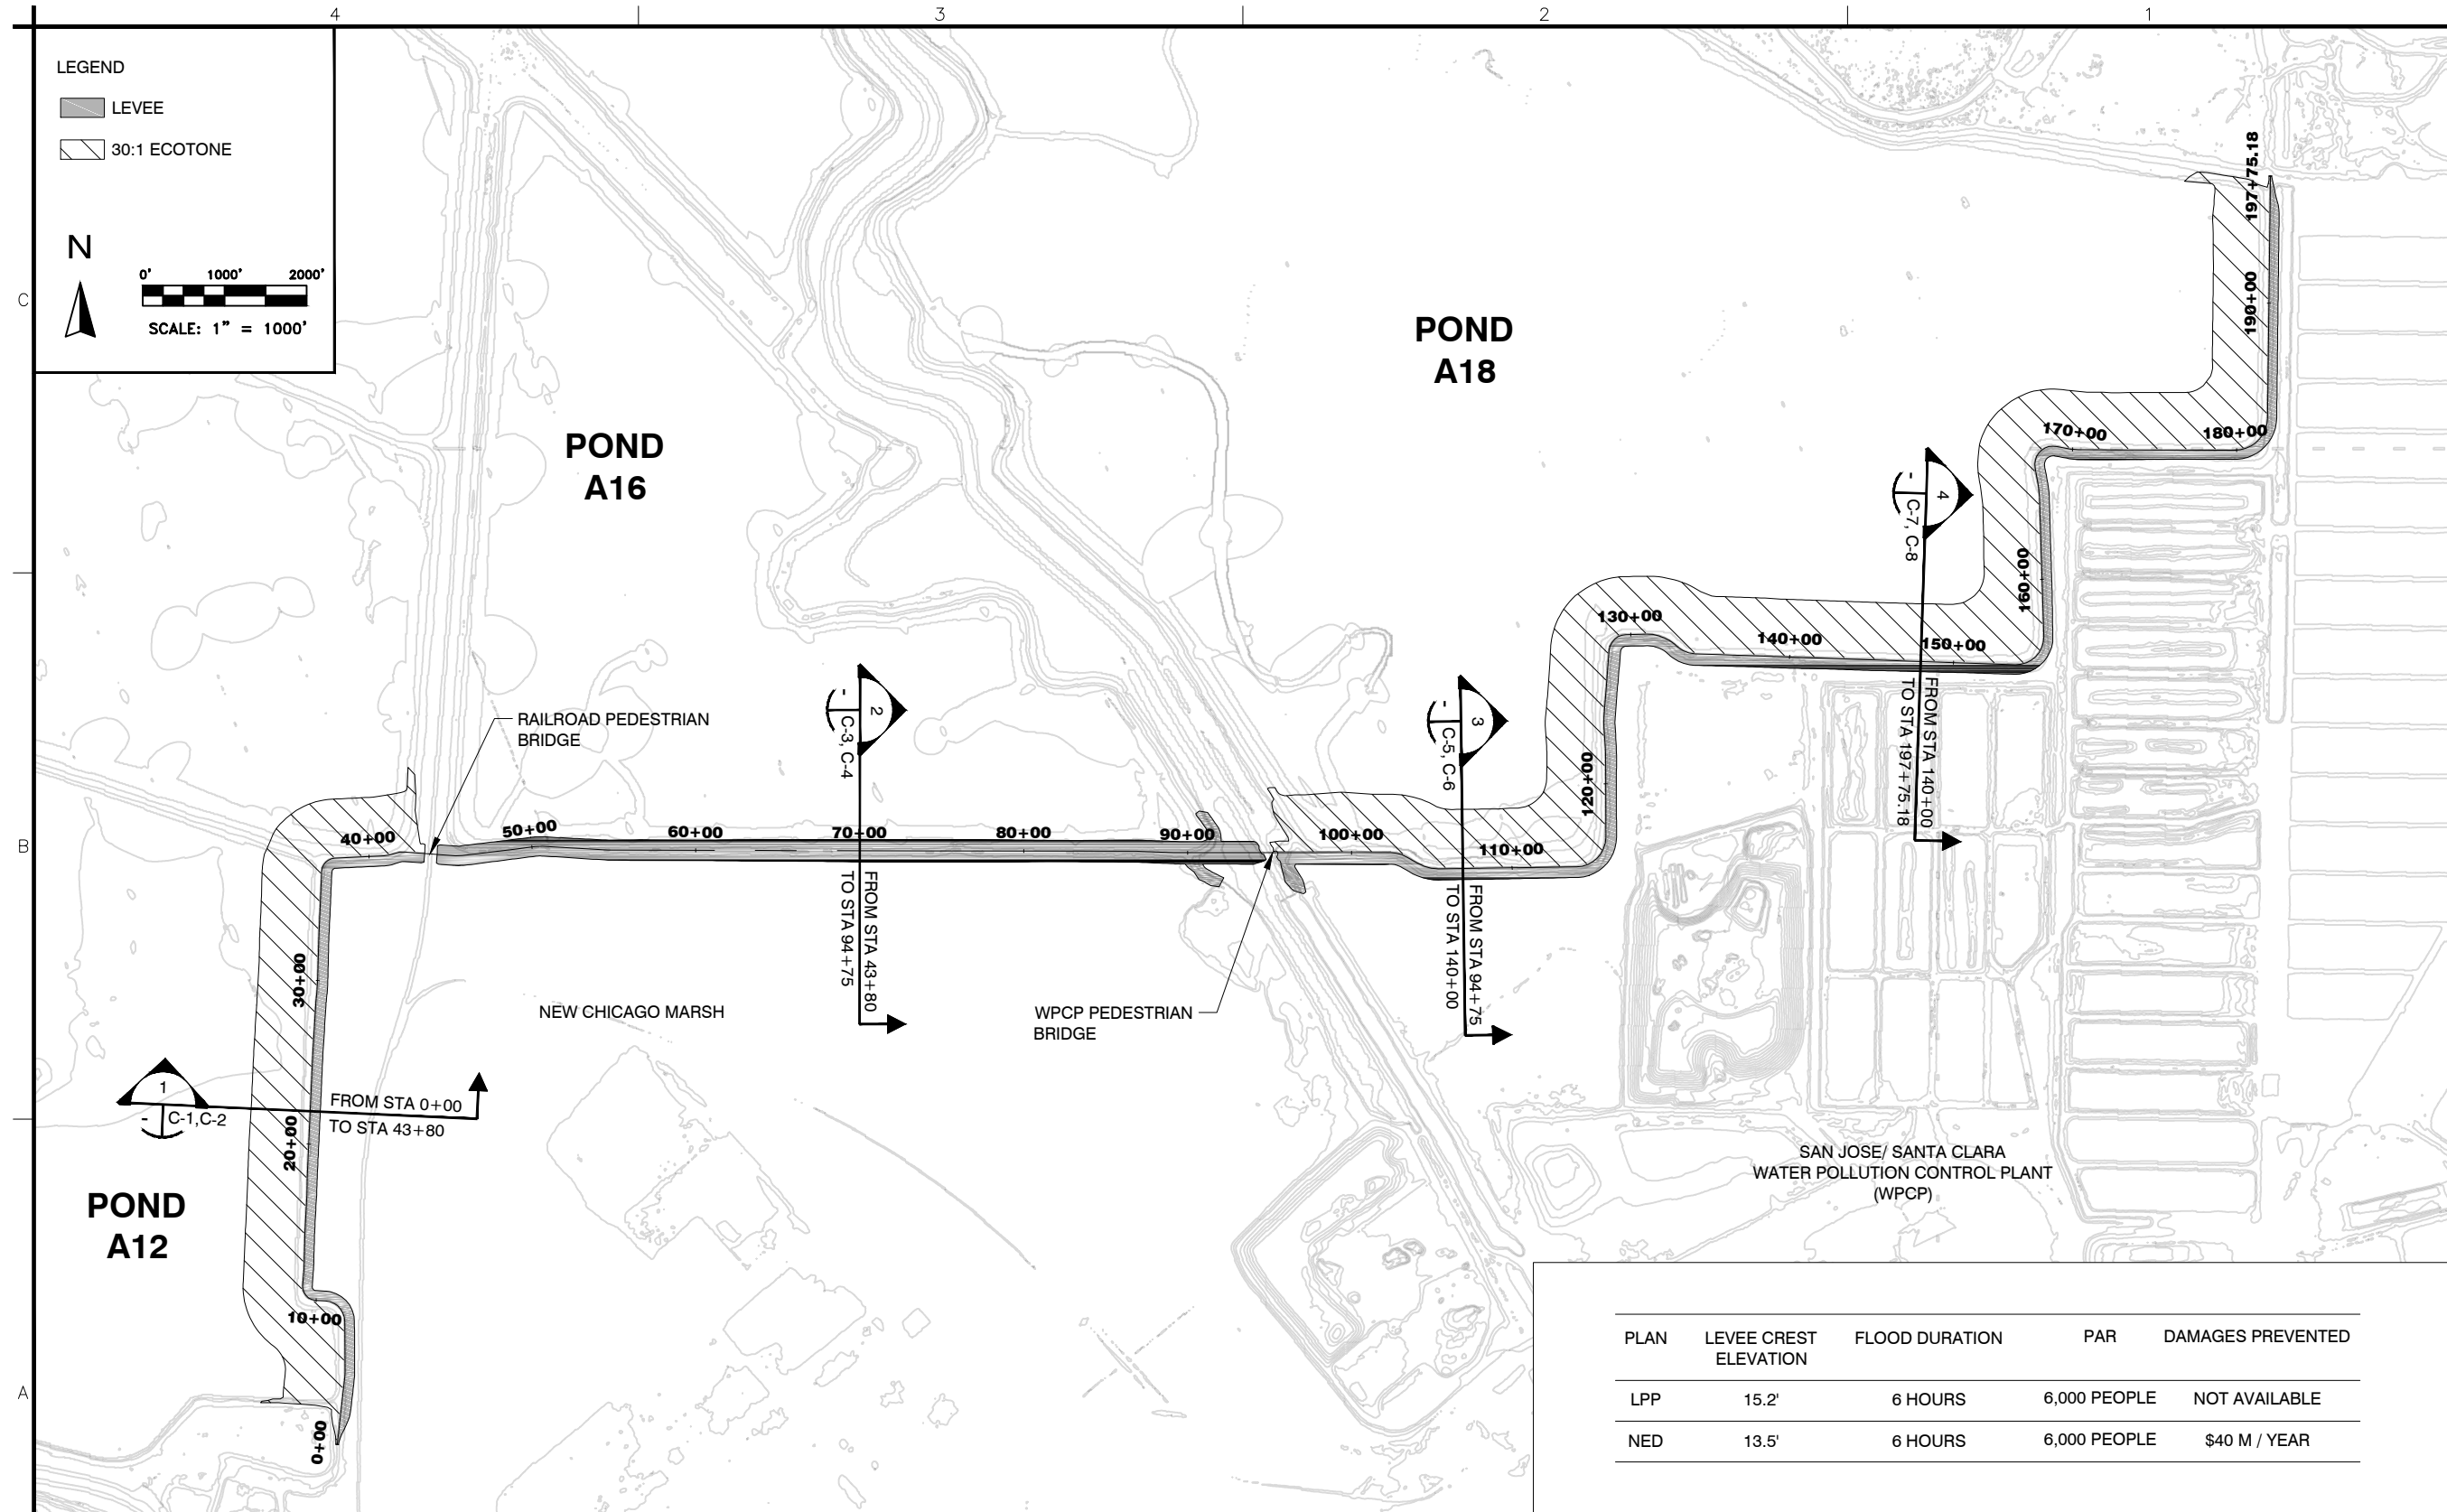 4 3 2 1
LEGEND
LEVEE
30:1 ECOTONE
N
0' 1000' 2000'
SCALE: 1" = 1000'
C
B
A
POND
A16
POND
A18
POND
A12
RAILROAD PEDESTRIAN
BRIDGE
NEW CHICAGO MARSH
WPCP PEDESTRIAN
BRIDGE
SAN JOSE/ SANTA CLARA
WATER POLLUTION CONTROL PLANT
(WPCP)
0+00
10+00
20+00
30+00
40+00
50+00
60+00
70+00
80+00
90+00
100+00
110+00
120+00
130+00
140+00
150+00
160+00
170+00
180+00
190+00
197+75.18
1
-
C-1,C-2
FROM STA 0+00
TO STA 43+80
2
-
C-3, C-4
FROM STA 43+80
TO STA 94+75
3
-
C-5, C-6
FROM STA 94+75
TO STA 140+00
4
-
C-7, C-8
FROM STA 140+00
TO STA 197+75.18
PLAN LEVEE CREST FLOOD DURATION PAR DAMAGES PREVENTED
ELEVATION
LPP 15.2' 6 HOURS 6,000 PEOPLE NOT AVAILABLE
NED 13.5' 6 HOURS 6,000 PEOPLE $40 M / YEAR